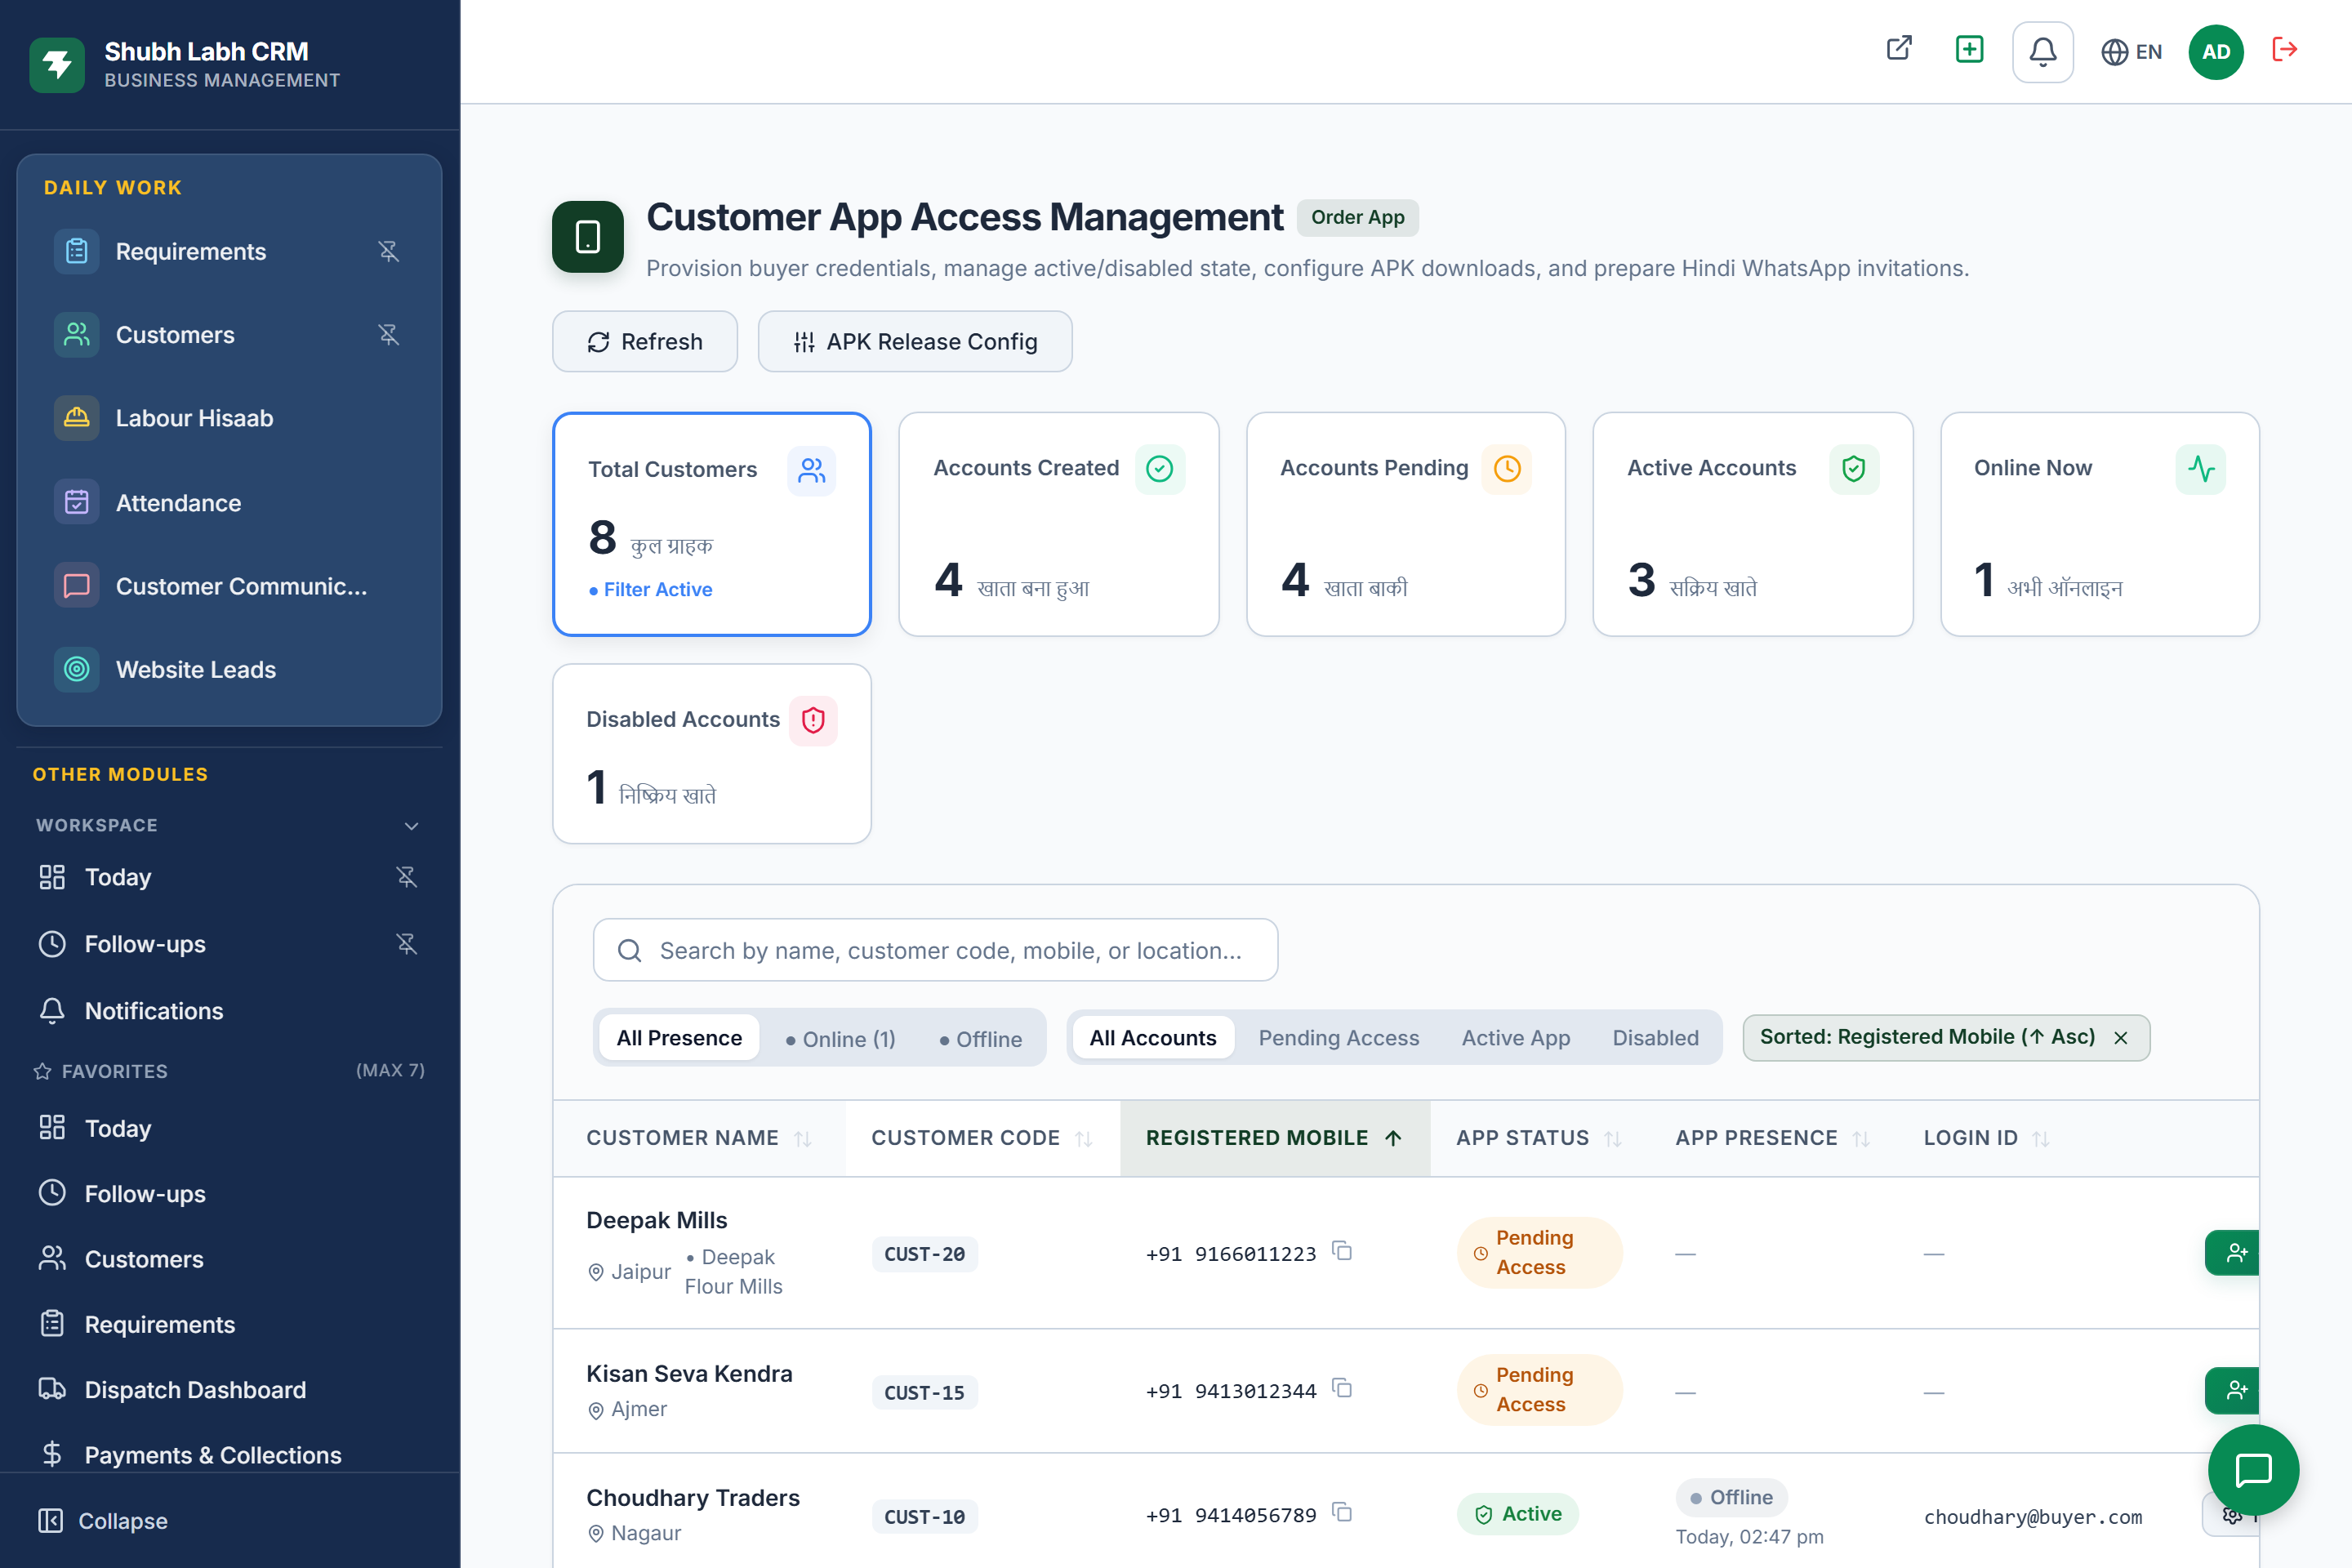 Shubh Labh CRM
BUSINESS MANAGEMENT
EN
AD
DAILY WORK
Requirements
Customers
Labour Hisaab
Attendance
Customer Communic...
Website Leads
OTHER MODULES
WORKSPACE
Today
Follow-ups
Notifications
FAVORITES (MAX 7)
Today
Follow-ups
Customers
Requirements
Dispatch Dashboard
Payments & Collections
Collapse
Customer App Access Management Order App
Provision buyer credentials, manage active/disabled state, configure APK downloads, and prepare Hindi WhatsApp invitations.
Refresh APK Release Config
Total Customers
8 कुल ग्राहक
• Filter Active
Accounts Created
4 खाता बना हुआ
Accounts Pending
4 खाता बाकी
Active Accounts
3 सक्रिय खाते
Online Now
1 अभी ऑनलाइन
Disabled Accounts
1 निष्क्रिय खाते
Search by name, customer code, mobile, or location...
All Presence • Online (1) • Offline All Accounts Pending Access Active App Disabled Sorted: Registered Mobile (↑ Asc) ×
CUSTOMER NAME CUSTOMER CODE REGISTERED MOBILE ↑ APP STATUS APP PRESENCE LOGIN ID
Deepak Mills
Jaipur • Deepak Flour Mills
CUST-20 +91 9166011223 Pending Access — —
Kisan Seva Kendra
Ajmer
CUST-15 +91 9413012344 Pending Access — —
Choudhary Traders
Nagaur
CUST-10 +91 9414056789 Active Offline
Today, 02:47 pm
choudhary@buyer.com